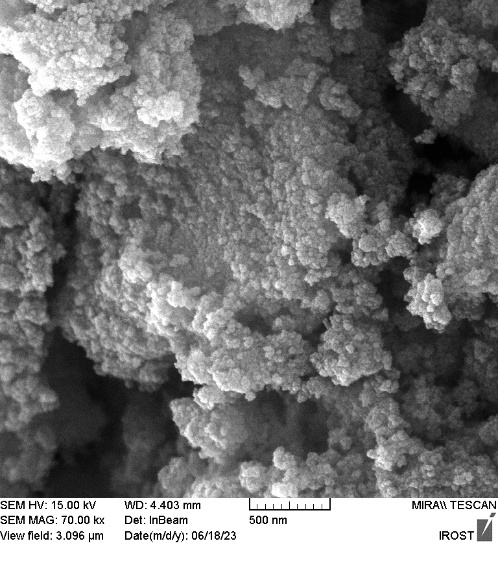 SEM HV: 15.00 kV WD: 4.403 mm MIRA\\ TESCAN
SEM MAG: 70.00 kx Det: InBeam 500 nm
View field: 3.096 µm Date(m/d/y): 06/18/23 IROST